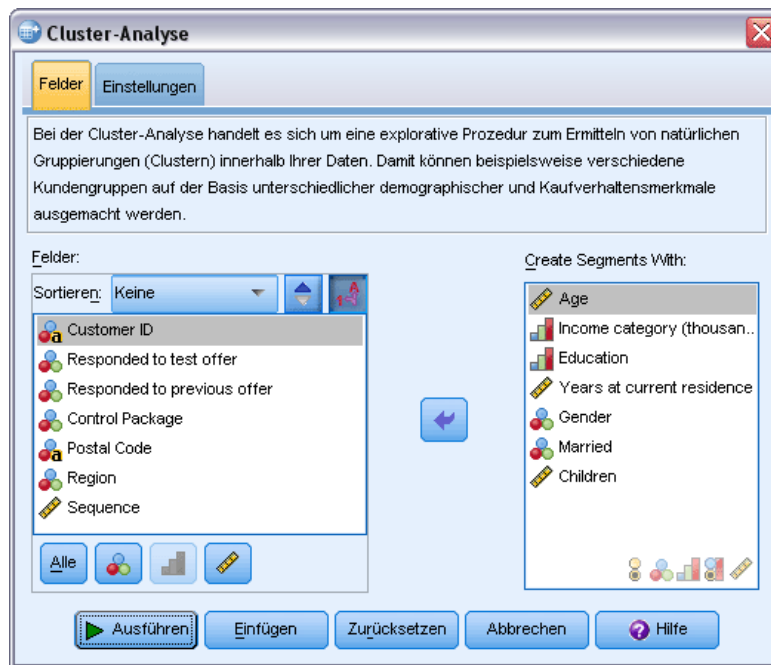 Cluster-Analyse
Felder
Einstellungen
Bei der Cluster-Analyse handelt es sich um eine explorative Prozedur zum Ermitteln von natürlichen
Gruppierungen (Clustern) innerhalb Ihrer Daten. Damit können beispielsweise verschiedene
Kundengruppen auf der Basis unterschiedlicher demographischer und Kaufverhaltensmerkmale
ausgemacht werden.
Felder:
Sortieren: Keine
Customer ID
Responded to test offer
Responded to previous offer
Control Package
Postal Code
Region
Sequence
Alle
Create Segments With:
Age
Income category (thousan..
Education
Years at current residence
Gender
Married
Children
Ausführen
Einfügen
Zurücksetzen
Abbrechen
Hilfe